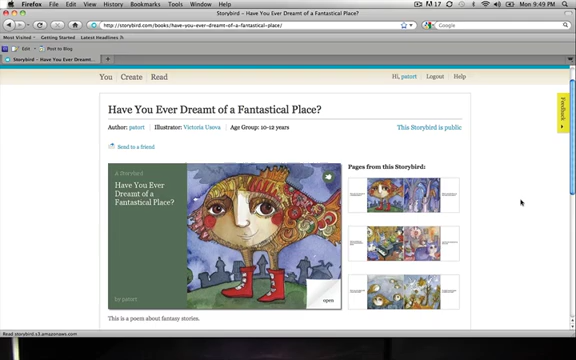 Firefox File Edit View History Bookmarks Tools Window Help
Mon 9:49 PM
Storybird – Have You Ever Dreamt of a Fantastical Place?
http://storybird.com/books/have-you-ever-dreamt-of-a-fantastical-place/
Google
Most Visited Getting Started Latest Headlines
Edit Post to Blog
Storybird – Have You Ever Dreamt...
You Create Read
Hi, patort Logout Help
Feedback
Have You Ever Dreamt of a Fantastical Place?
Author: patort Illustrator: Victoria Usova Age Group: 10-12 years
This Storybird is public
Send to a friend
Pages from this Storybird:
A Storybird
Have You Ever
Dreamt of a
Fantastical Place?
by patort
open
This is a poem about fantasy stories.
Read storybird.s3.amazonaws.com